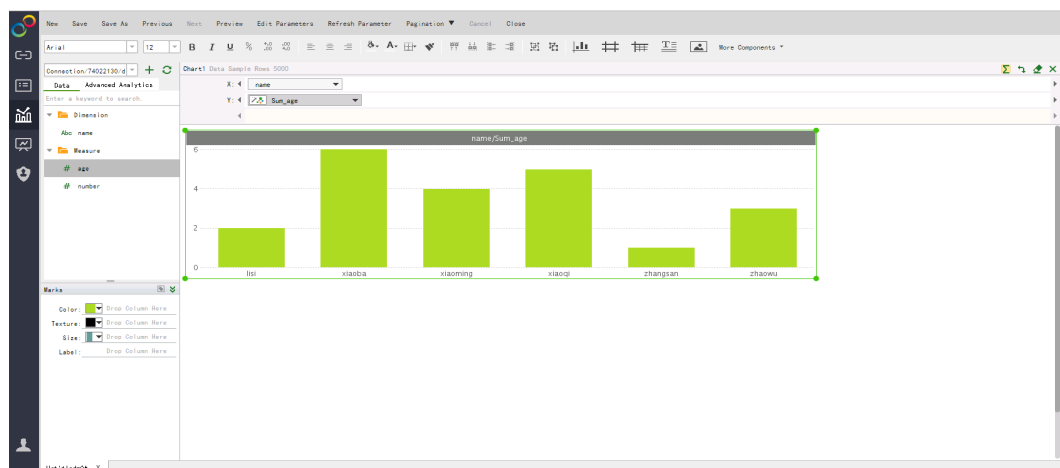 New Save Save As Previous Next Preview Edit Parameters Refresh Parameter Pagination Cancel Close
Arial 12 B I U More Components
Connection/74022130/d Chart1 Data Sample Rows 5000
Data Advanced Analytics X: name
Enter a keyword to search Y: Sum_age
Dimension
Abc name
Measure
# age
# number
name/Sum_age
6
4
2
0
lisi xiaoba xiaoming xiaoqi zhangsan zhaowu
Marks
Color: Drop Column Here
Texture: Drop Column Here
Size: Drop Column Here
Label: Drop Column Here